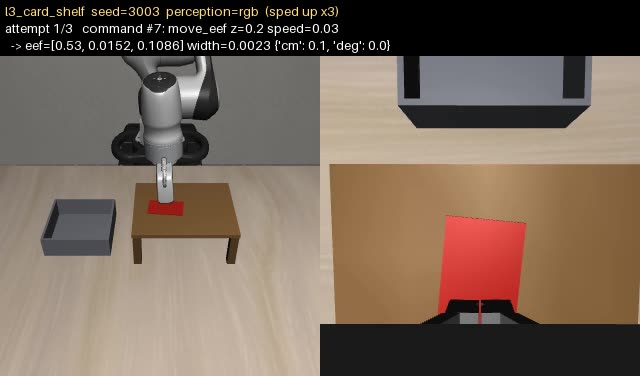 l3_card_shelf  seed=3003  perception=rgb  (sped up x3)
attempt 1/3   command #7: move_eef z=0.2 speed=0.03
-> eef=[0.53, 0.0152, 0.1086] width=0.0023 {'cm': 0.1, 'deg': 0.0}